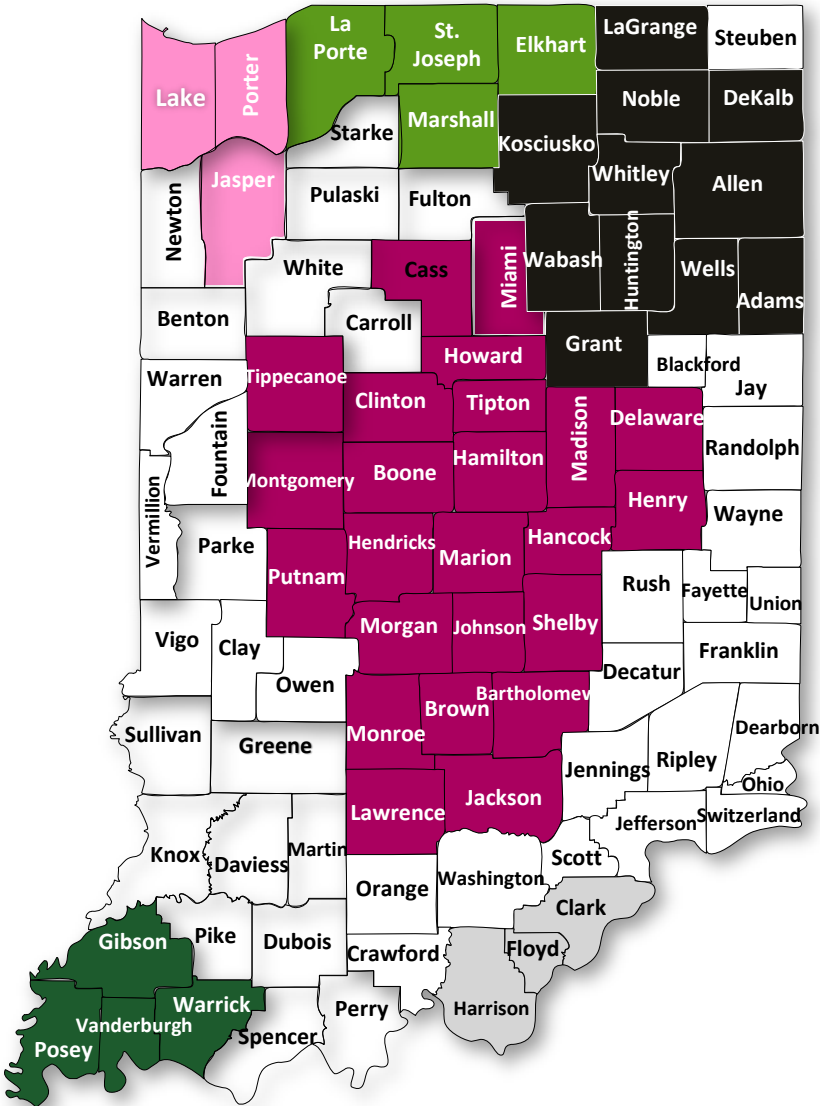 LaGrange
Steuben
La
Porte
St.
Joseph
Elkhart
Lake
Porter
Noble
DeKalb
Starke
Marshall
Kosciusko
Whitley
Allen
Jasper
Newton
Pulaski
Fulton
White
Cass
Miami
Wabash
Huntington
Wells
Adams
Benton
Carroll
Howard
Grant
Blackford
Jay
Warren
Tippecanoe
Clinton
Tipton
Madison
Delaware
Fountain
Randolph
Montgomery
Boone
Hamilton
Henry
Vermillion
Wayne
Parke
Hendricks
Marion
Hancock
Putnam
Rush
Fayette
Union
Vigo
Clay
Morgan
Johnson
Shelby
Franklin
Owen
Decatur
Sullivan
Greene
Monroe
Brown
Bartholomew
Dearborn
Jennings
Ripley
Ohio
Lawrence
Jackson
Jefferson
Switzerland
Knox
Daviess
Martin
Orange
Washington
Scott
Clark
Gibson
Pike
Dubois
Crawford
Floyd
Harrison
Posey
Vanderburgh
Warrick
Spencer
Perry